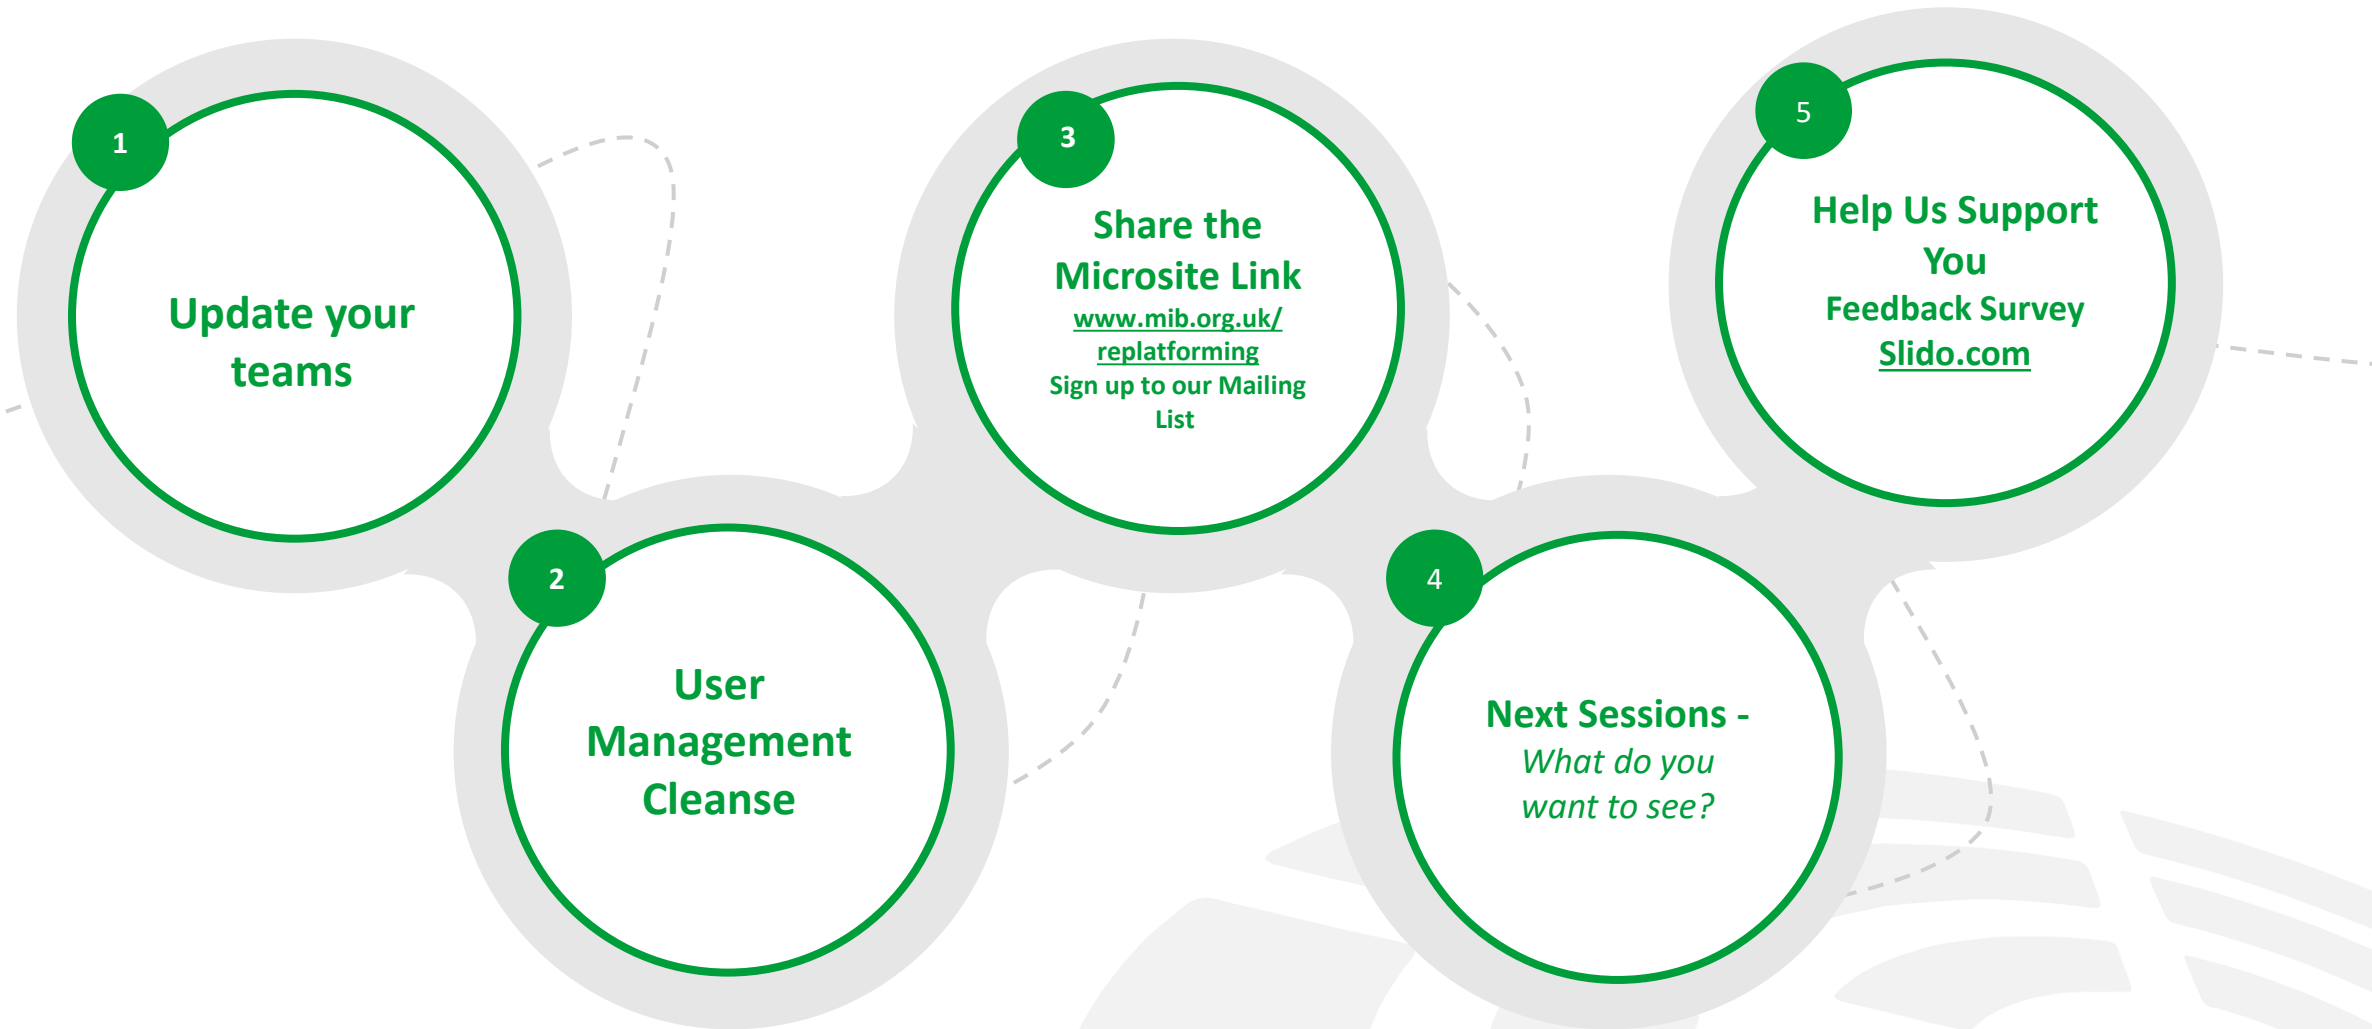 1
Update your
teams
2
User
Management
Cleanse
3
Share the
Microsite Link
www.mib.org.uk/
replatforming
Sign up to our Mailing
List
4
Next Sessions -
What do you
want to see?
5
Help Us Support
You
Feedback Survey
Slido.com